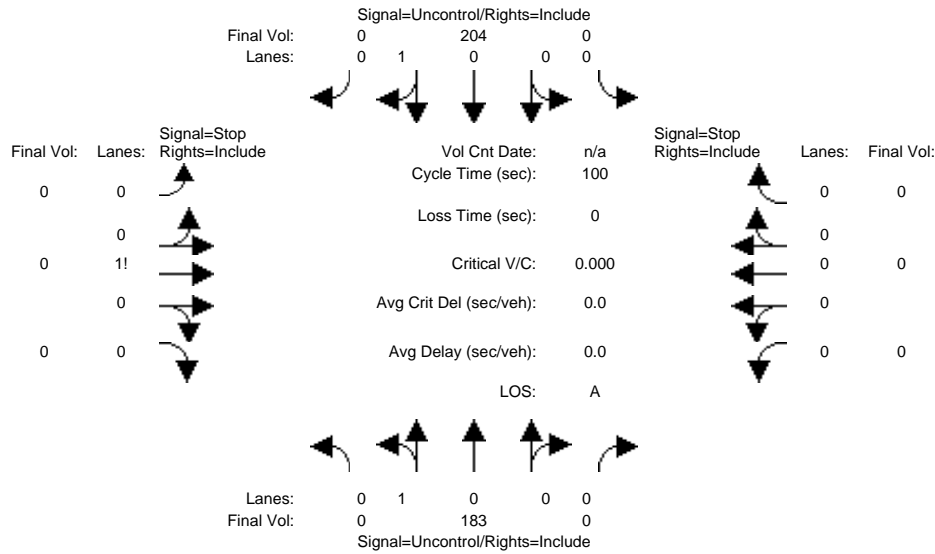 Signal=Uncontrol/Rights=Include
Final Vol: 0 204 0
Lanes: 0 1 0 0 0
Signal=Stop Signal=Stop
Final Vol: Lanes: Rights=Include Vol Cnt Date: n/a Rights=Include Lanes: Final Vol:
Cycle Time (sec): 100
0 0 0 0
Loss Time (sec): 0
0 0
0 1! Critical V/C: 0.000 0 0
0 Avg Crit Del (sec/veh): 0.0 0
0 0 Avg Delay (sec/veh): 0.0 0 0
LOS: A
Lanes: 0 1 0 0 0
Final Vol: 0 183 0
Signal=Uncontrol/Rights=Include